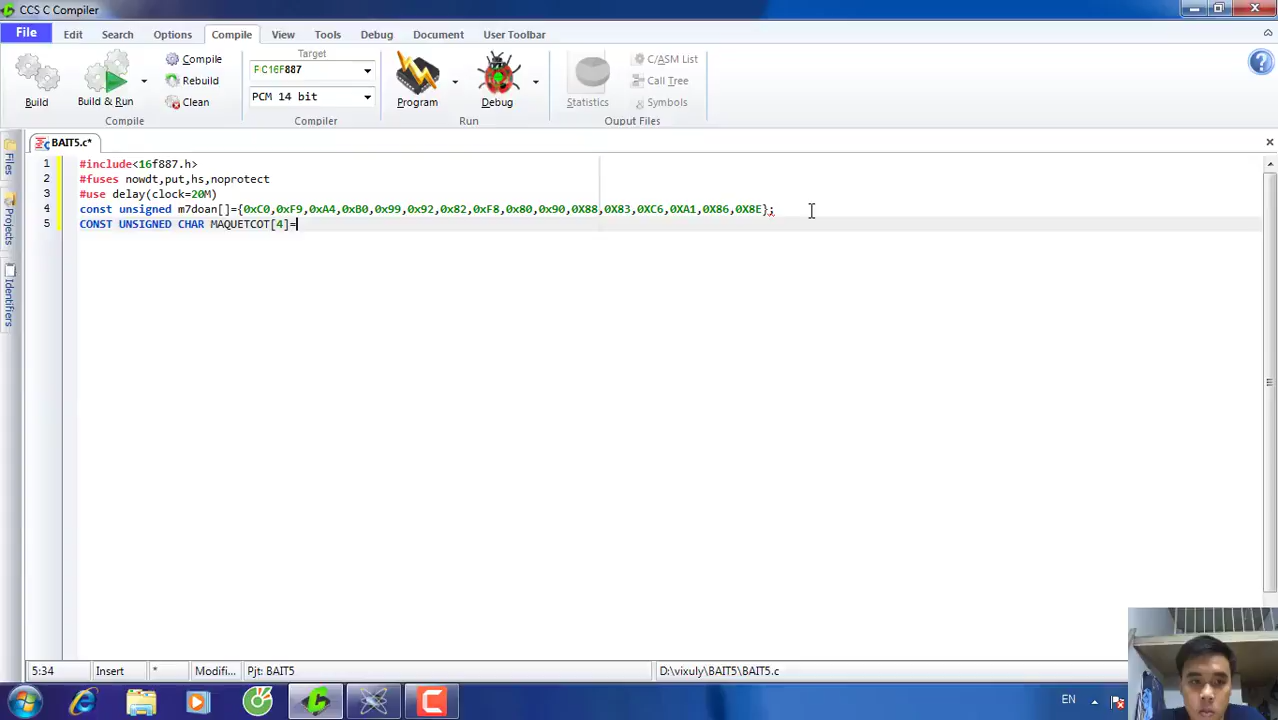 CCS C Compiler
File Edit Search Options Compile View Tools Debug Document User Toolbar
Build
Build & Run
Compile
Rebuild
Clean
Compile
Target
PIC16F887
PCM 14 bit
Compiler
Program
Debug
Run
Statistics
C/ASM List
Call Tree
Symbols
Ouput Files
Files
Projects
Identifiers
BAIT5.c*
1 #include<16f887.h>
2 #fuses nowdt,put,hs,noprotect
3 #use delay(clock=20M)
4 const unsigned m7doan[]={0xC0,0xF9,0xA4,0xB0,0x99,0x92,0x82,0xF8,0x80,0x90,0X88,0X83,0XC6,0XA1,0X86,0X8E};
5 CONST UNSIGNED CHAR MAQUETCOT[4]=
5:34 Insert * Modifi... Pjt: BAIT5 D:\vixuly\BAIT5\BAIT5.c
EN